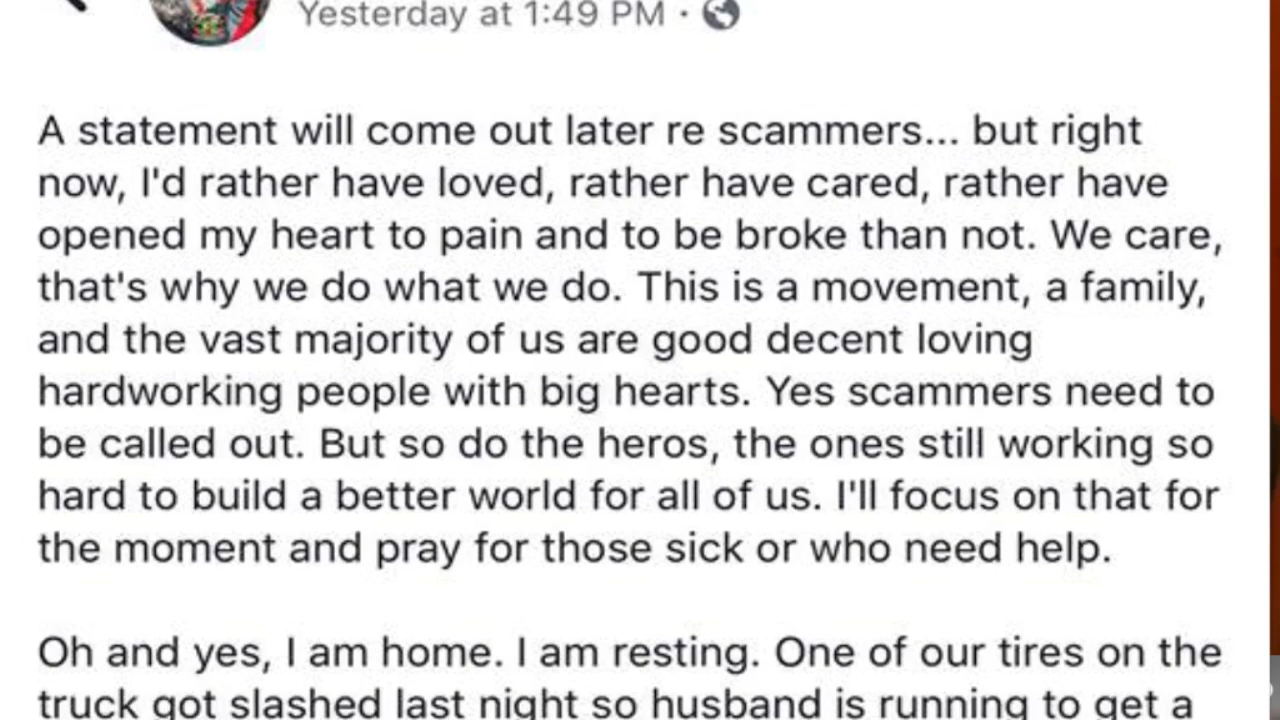 Yesterday at 1:49 PM ·
A statement will come out later re scammers... but right
now, I'd rather have loved, rather have cared, rather have
opened my heart to pain and to be broke than not. We care,
that's why we do what we do. This is a movement, a family,
and the vast majority of us are good decent loving
hardworking people with big hearts. Yes scammers need to
be called out. But so do the heros, the ones still working so
hard to build a better world for all of us. I'll focus on that for
the moment and pray for those sick or who need help.
Oh and yes, I am home. I am resting. One of our tires on the
truck got slashed last night so husband is running to get a